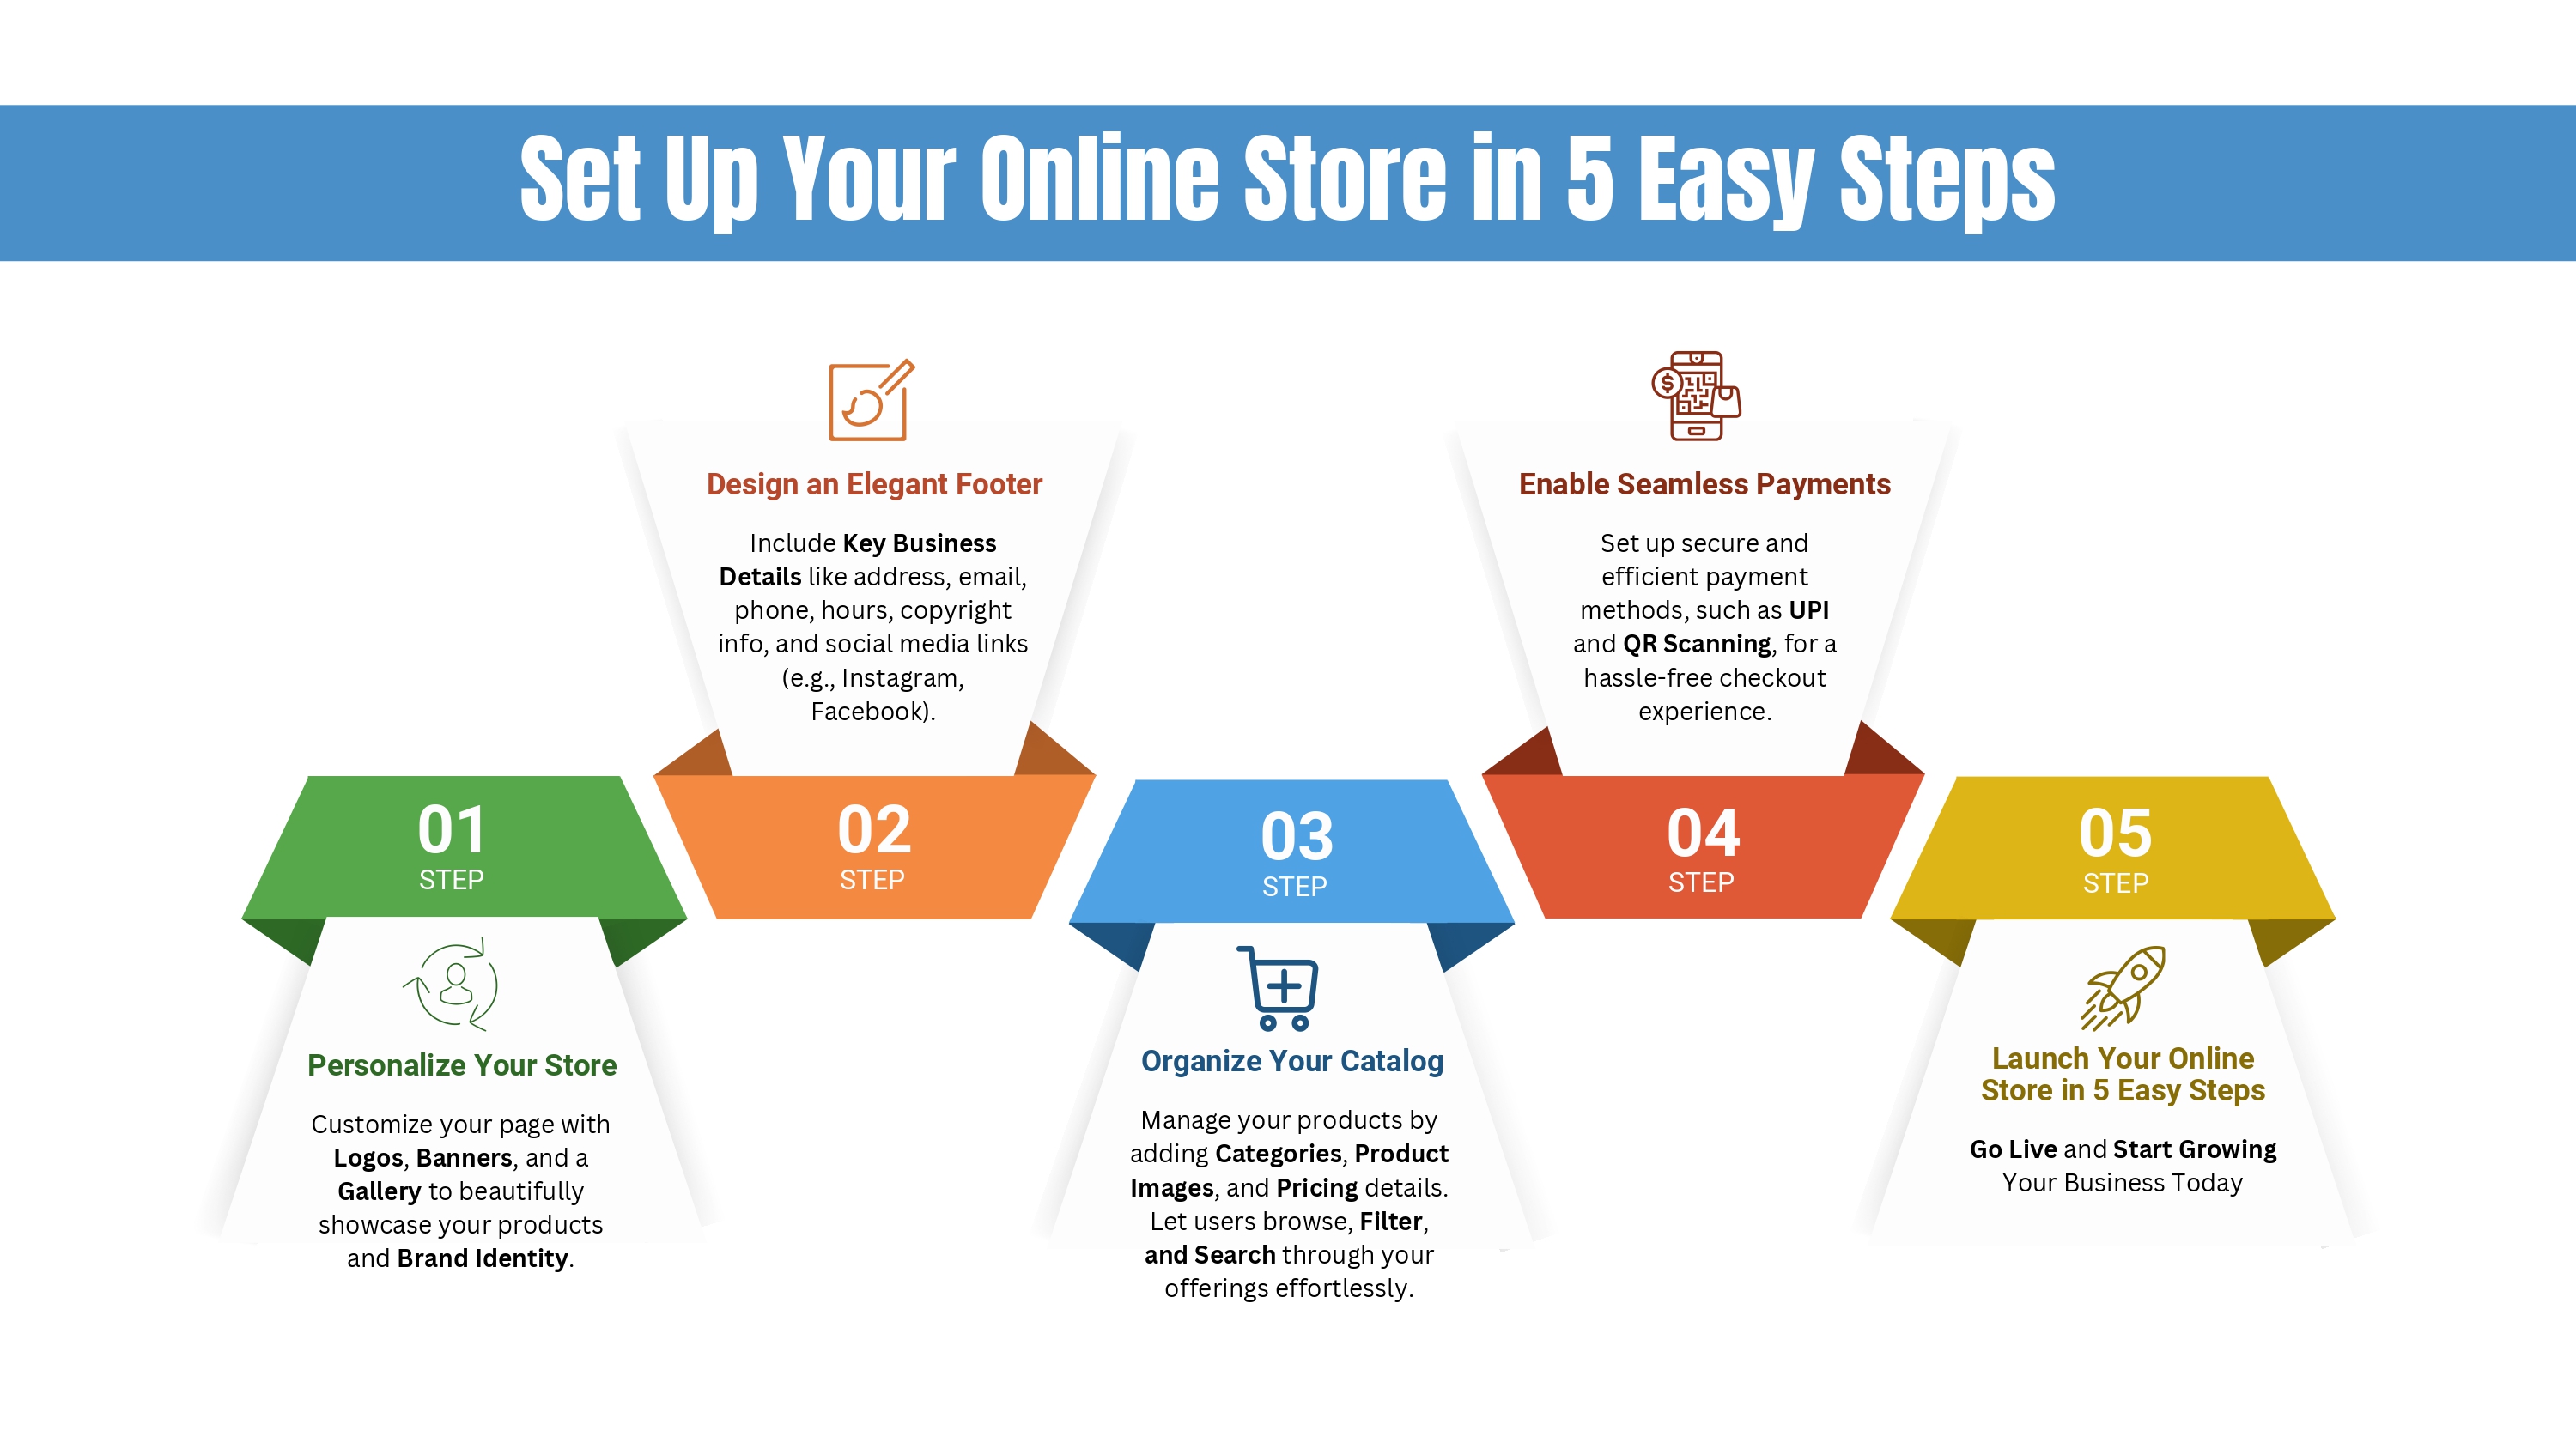 Set Up Your Online Store in 5 Easy Steps
01
STEP
Personalize Your Store
Customize your page with
Logos, Banners, and a
Gallery to beautifully
showcase your products
and Brand Identity.
Design an Elegant Footer
Include Key Business
Details like address, email,
phone, hours, copyright
info, and social media links
(e.g., Instagram,
Facebook).
02
STEP
03
STEP
Organize Your Catalog
Manage your products by
adding Categories, Product
Images, and Pricing details.
Let users browse, Filter,
and Search through your
offerings effortlessly.
Enable Seamless Payments
Set up secure and
efficient payment
methods, such as UPI
and QR Scanning, for a
hassle-free checkout
experience.
04
STEP
05
STEP
Launch Your Online
Store in 5 Easy Steps
Go Live and Start Growing
Your Business Today